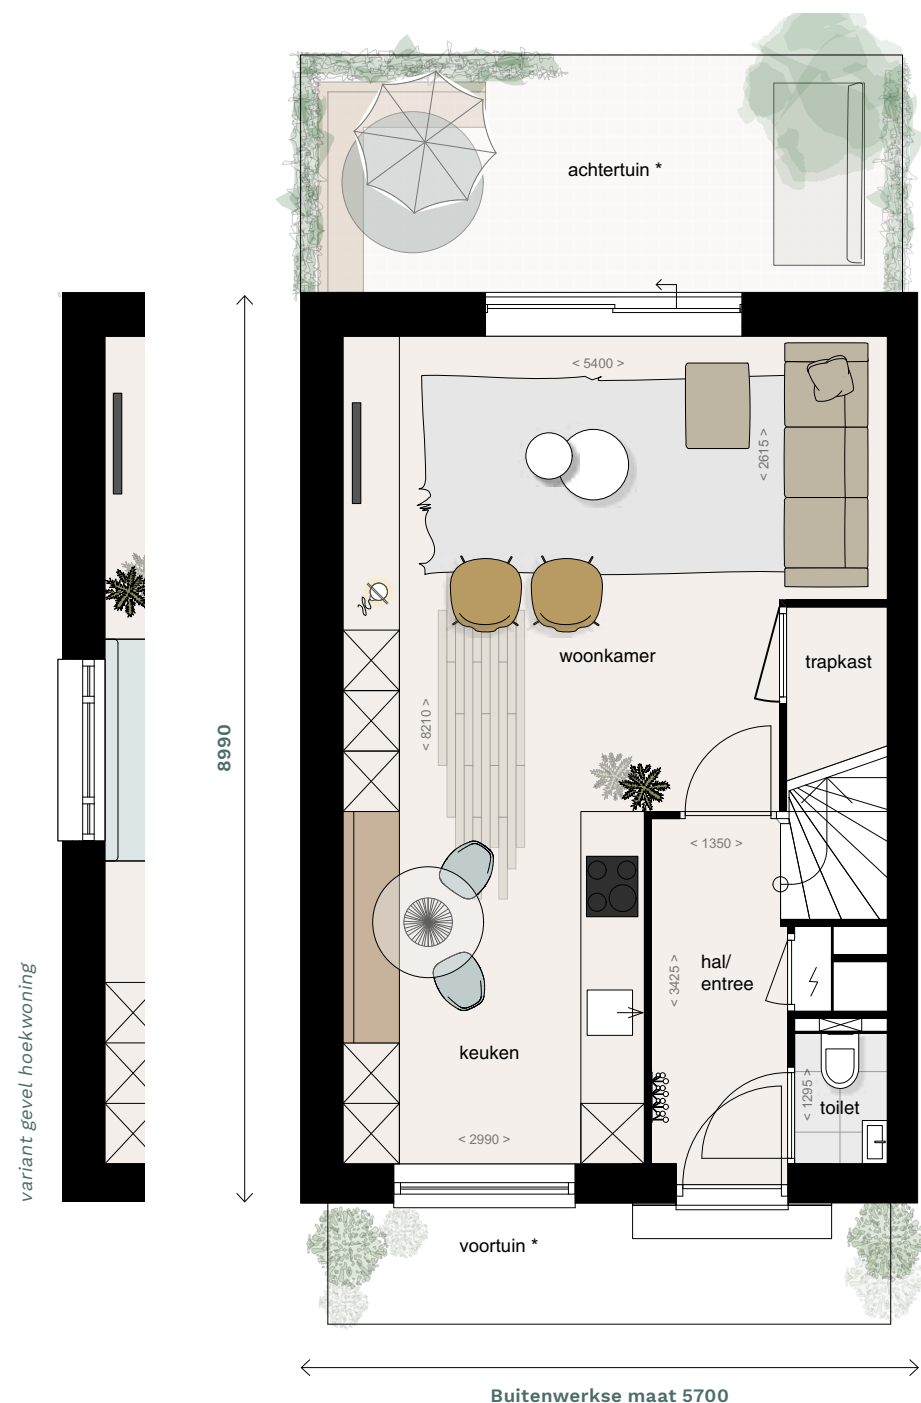 achtertuin *
< 5400 >
< 2615 >
woonkamer
trapkast
< 8210 >
8990
< 1350 >
hal/
entree
< 3425 >
variant gevel hoekwoning
keuken
< 1295 >
toilet
< 2990 >
voortuin *
Buitenwerkse maat 5700